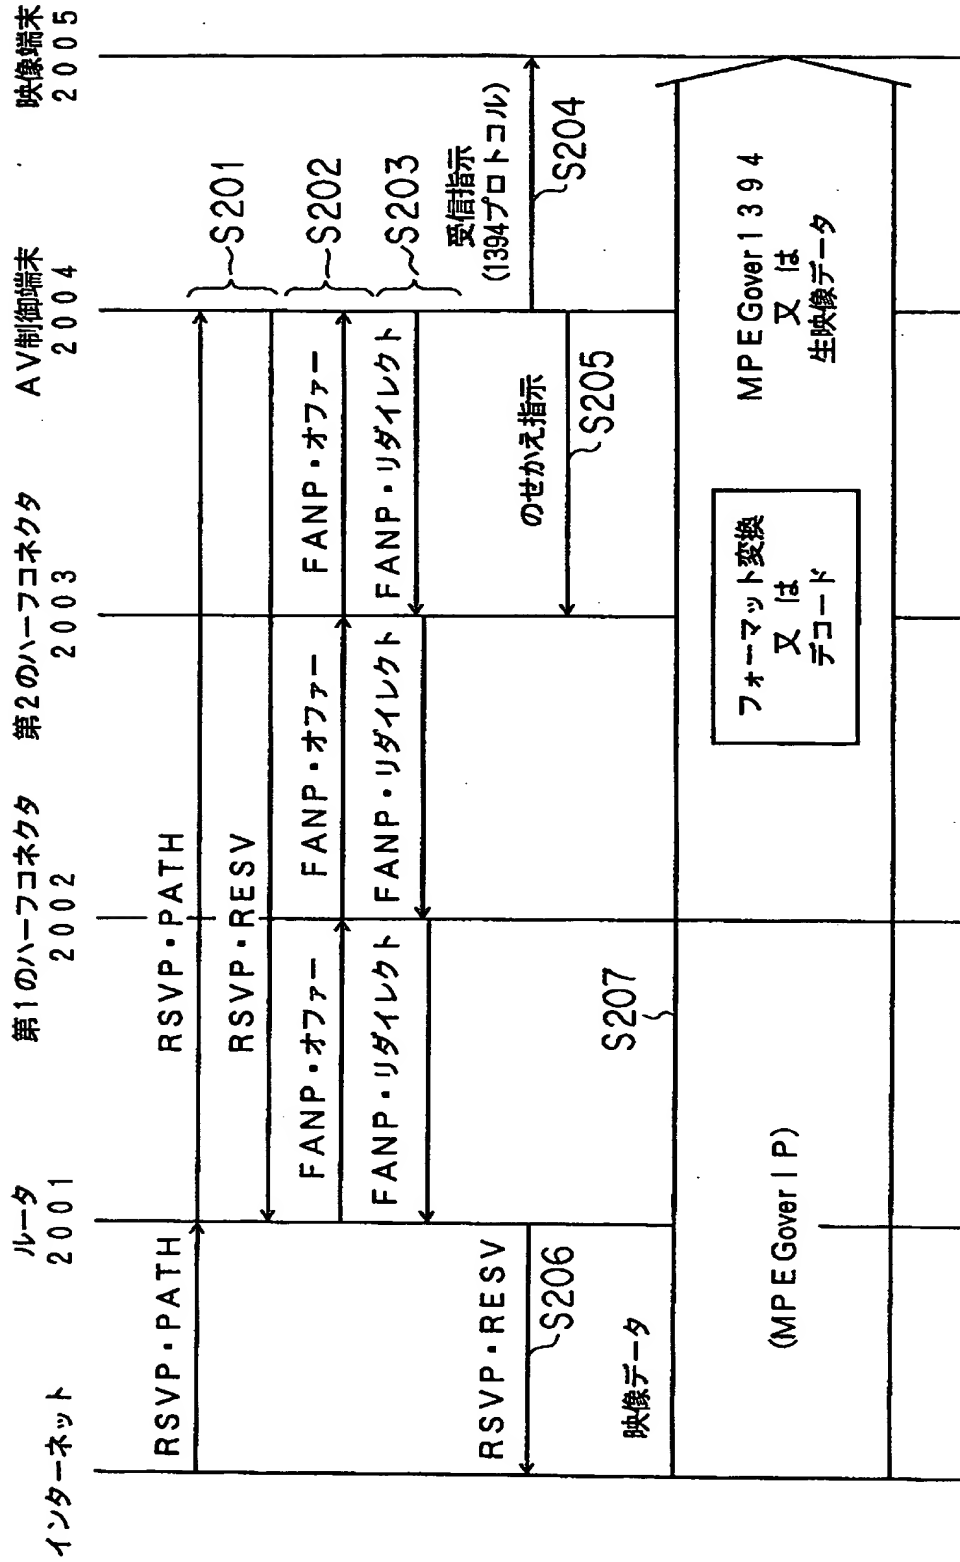 インターネット
ルータ
2001
第1のハーフコネクタ
2002
第2のハーフコネクタ
2003
AV制御端末
2004
映像端末
2005
RSVP・PATH
RSVP・PATH
RSVP・RESV
S201
FANP・オファー
FANP・オファー
FANP・オファー
S202
FANP・リダイレクト
FANP・リダイレクト
FANP・リダイレクト
S203
受信指示
(1394プロトコル)
S204
のせかえ指示
S205
RSVP・RESV
S206
映像データ
S207
(MPEGover IP)
フォーマット変換
又は
デコード
MPEGover1394
又は
生映像データ